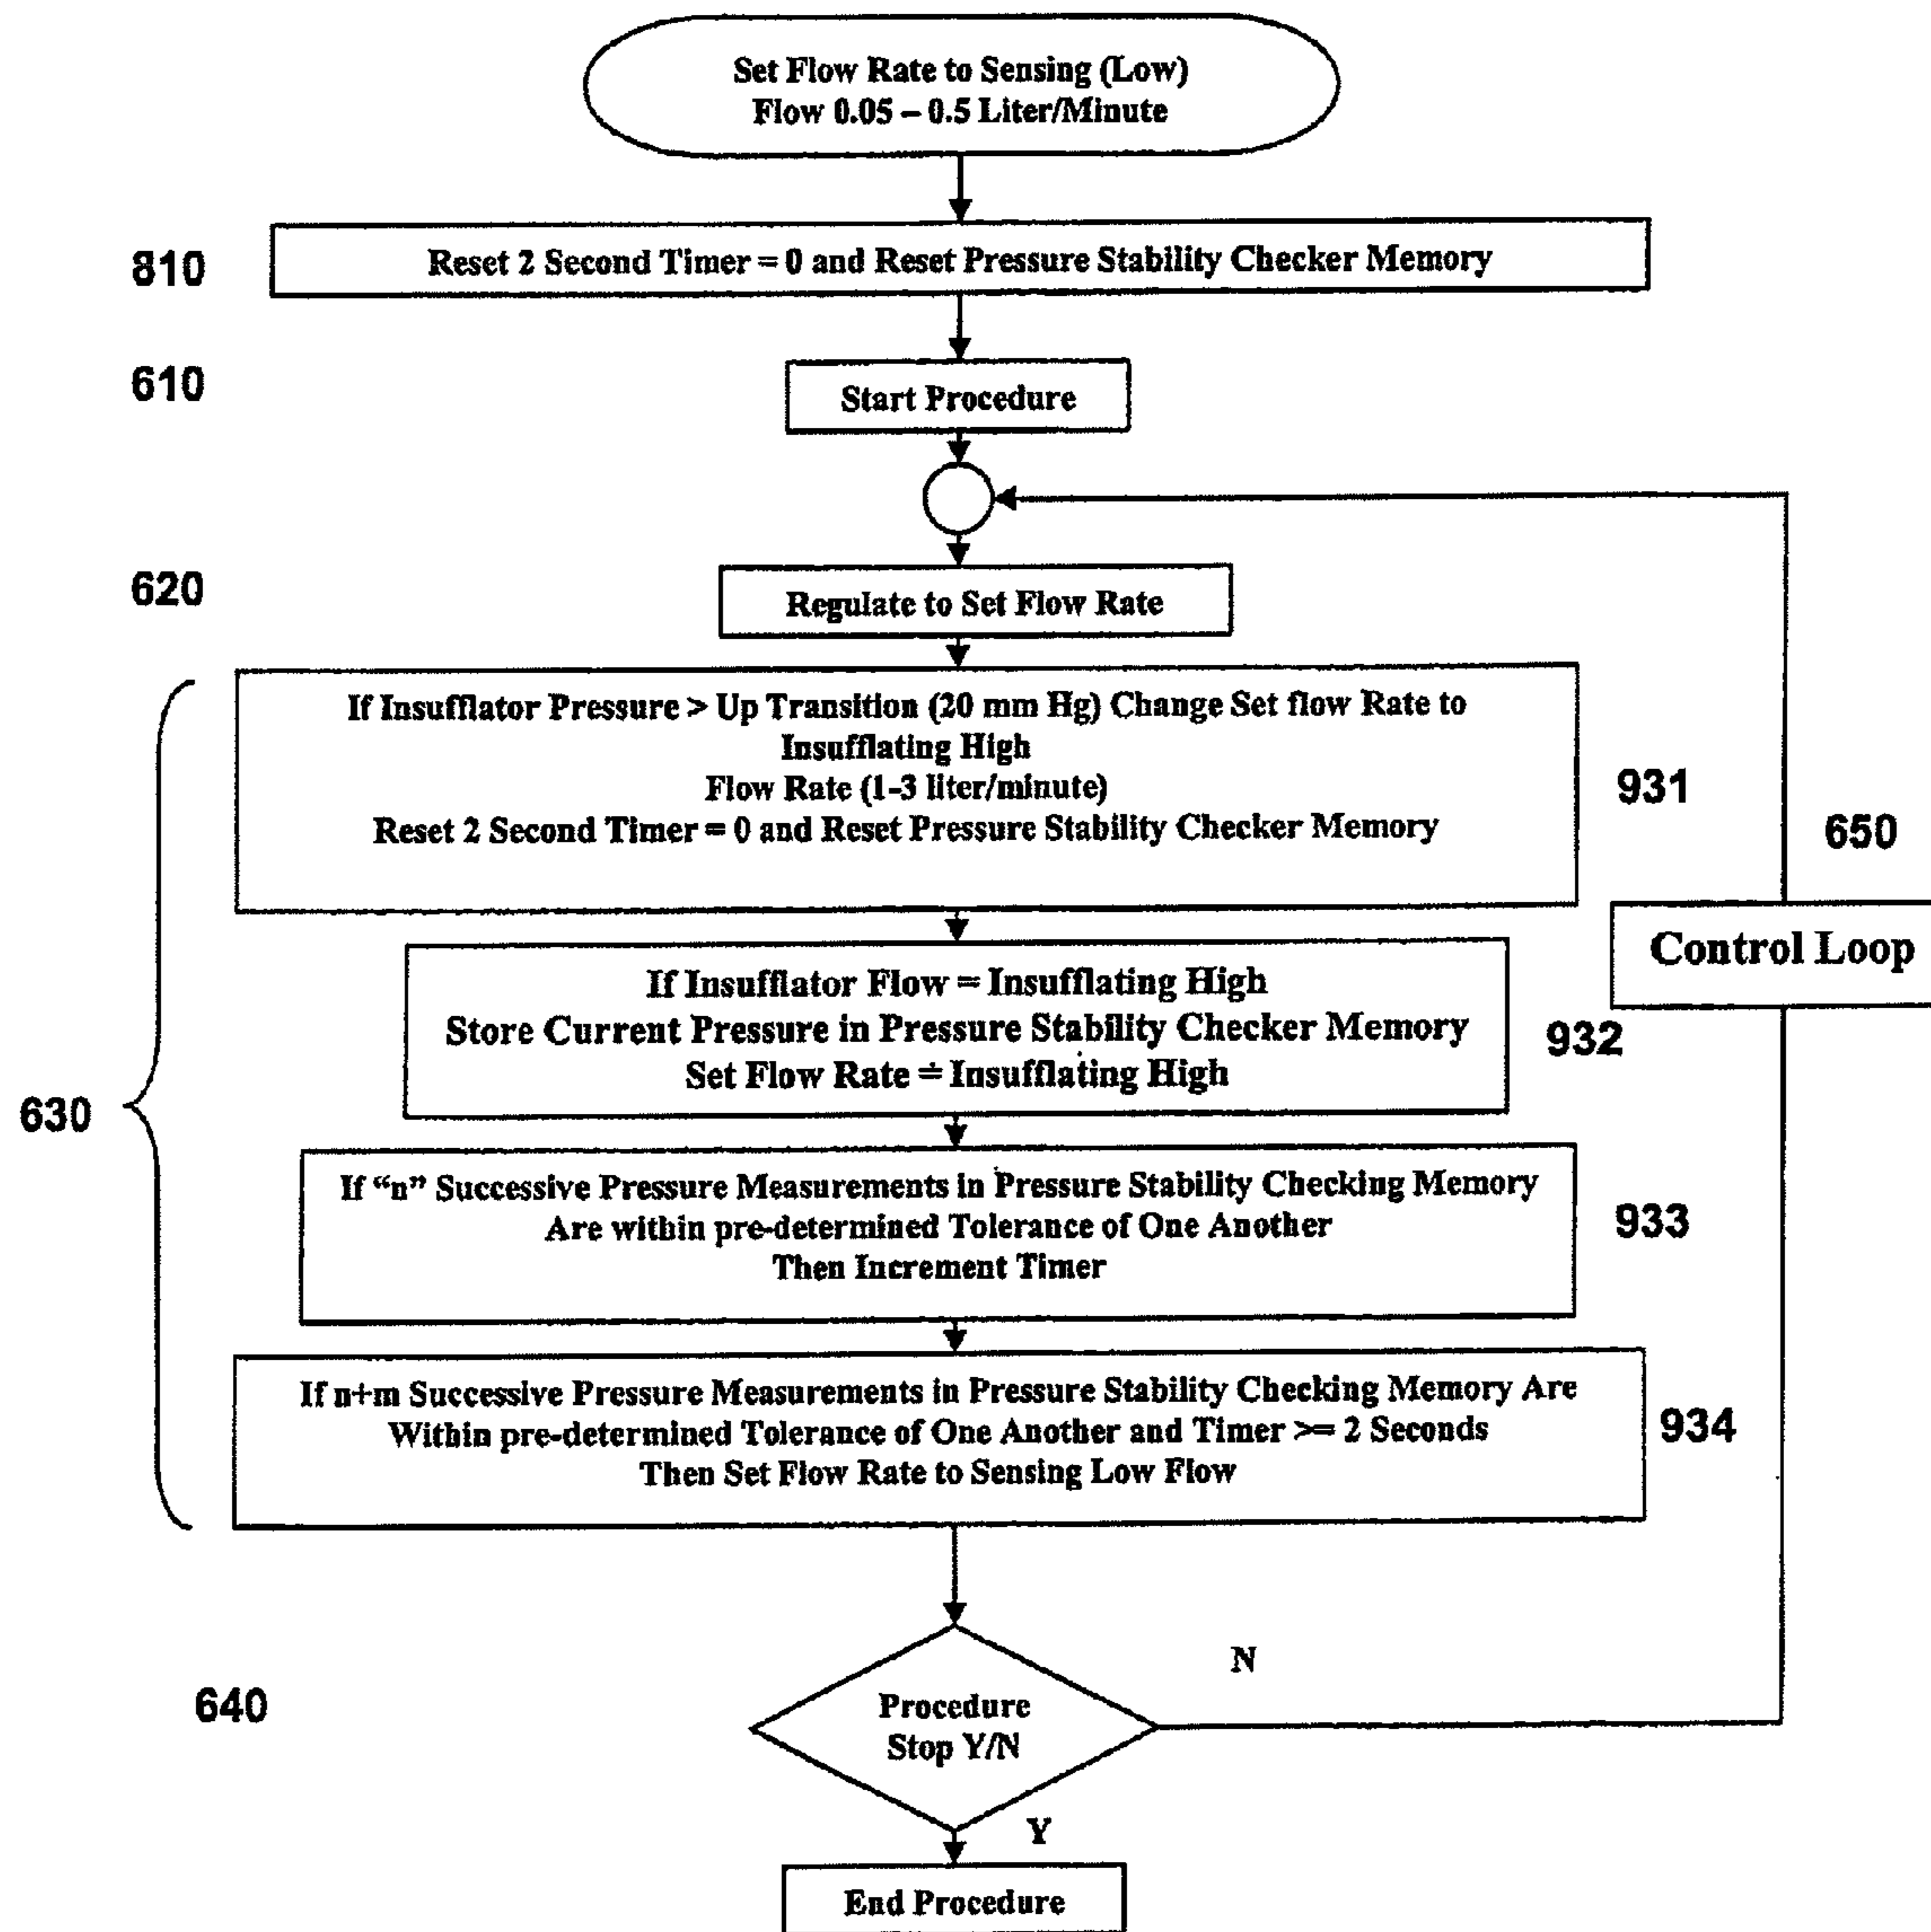 Set Flow Rate to Sensing (Low)
Flow 0.05 – 0.5 Liter/Minute
810
Reset 2 Second Timer = 0 and Reset Pressure Stability Checker Memory
610
Start Procedure
620
Regulate to Set Flow Rate
If Insufflator Pressure > Up Transition (20 mm Hg) Change Set flow Rate to
Insufflating High
Flow Rate (1-3 liter/minute)
Reset 2 Second Timer = 0 and Reset Pressure Stability Checker Memory
931
650
Control Loop
If Insufflator Flow = Insufflating High
Store Current Pressure in Pressure Stability Checker Memory
Set Flow Rate = Insufflating High
932
630
If “n” Successive Pressure Measurements in Pressure Stability Checking Memory
Are within pre-determined Tolerance of One Another
Then Increment Timer
933
If n+m Successive Pressure Measurements in Pressure Stability Checking Memory Are
Within pre-determined Tolerance of One Another and Timer >= 2 Seconds
Then Set Flow Rate to Sensing Low Flow
934
N
640
Procedure
Stop Y/N
Y
End Procedure